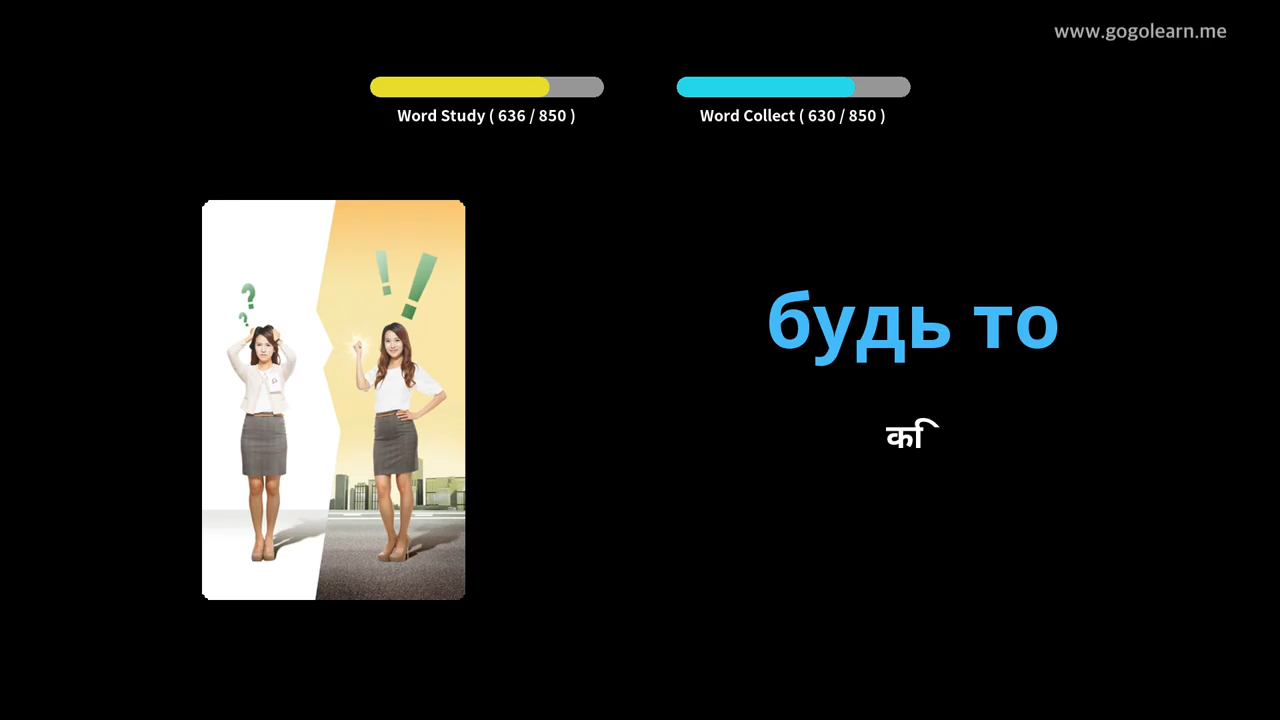 www.gogolearn.me
Word Study ( 636 / 850 )
Word Collect ( 630 / 850 )
будь то
कि